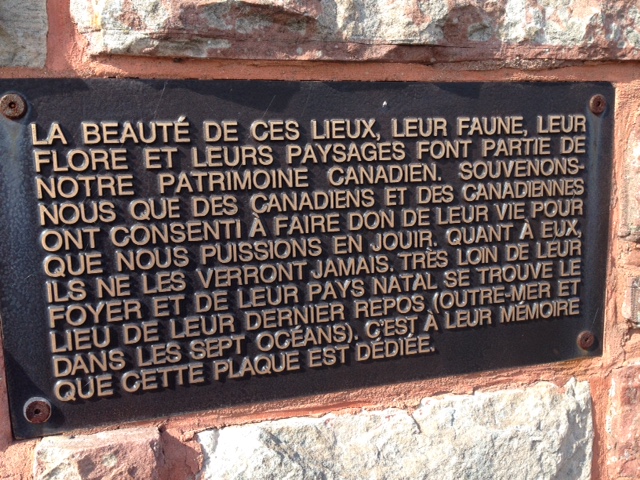 LA BEAUTÉ DE CES LIEUX, LEUR FAUNE, LEUR
FLORE ET LEURS PAYSAGES FONT PARTIE DE
NOTRE PATRIMOINE CANADIEN. SOUVENONS-
NOUS QUE DES CANADIENS ET DES CANADIENNES
ONT CONSENTI À FAIRE DON DE LEUR VIE POUR
QUE NOUS PUISSIONS EN JOUIR. QUANT À EUX,
ILS NE LES VERRONT JAMAIS. TRÈS LOIN DE LEUR
FOYER ET DE LEUR PAYS NATAL SE TROUVE LE
LIEU DE LEUR DERNIER REPOS (OUTRE-MER ET
DANS LES SEPT OCÉANS). C'EST À LEUR MÉMOIRE
QUE CETTE PLAQUE EST DÉDIÉE.